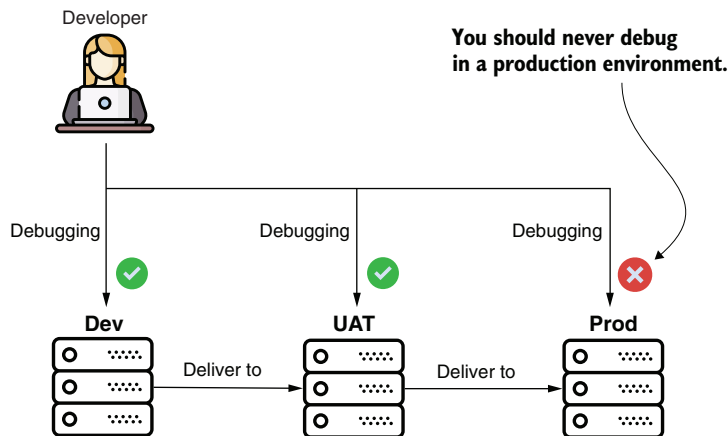 Developer
You should never debug
in a production environment.
Debugging
Debugging
Debugging
Dev
UAT
Prod
Deliver to
Deliver to